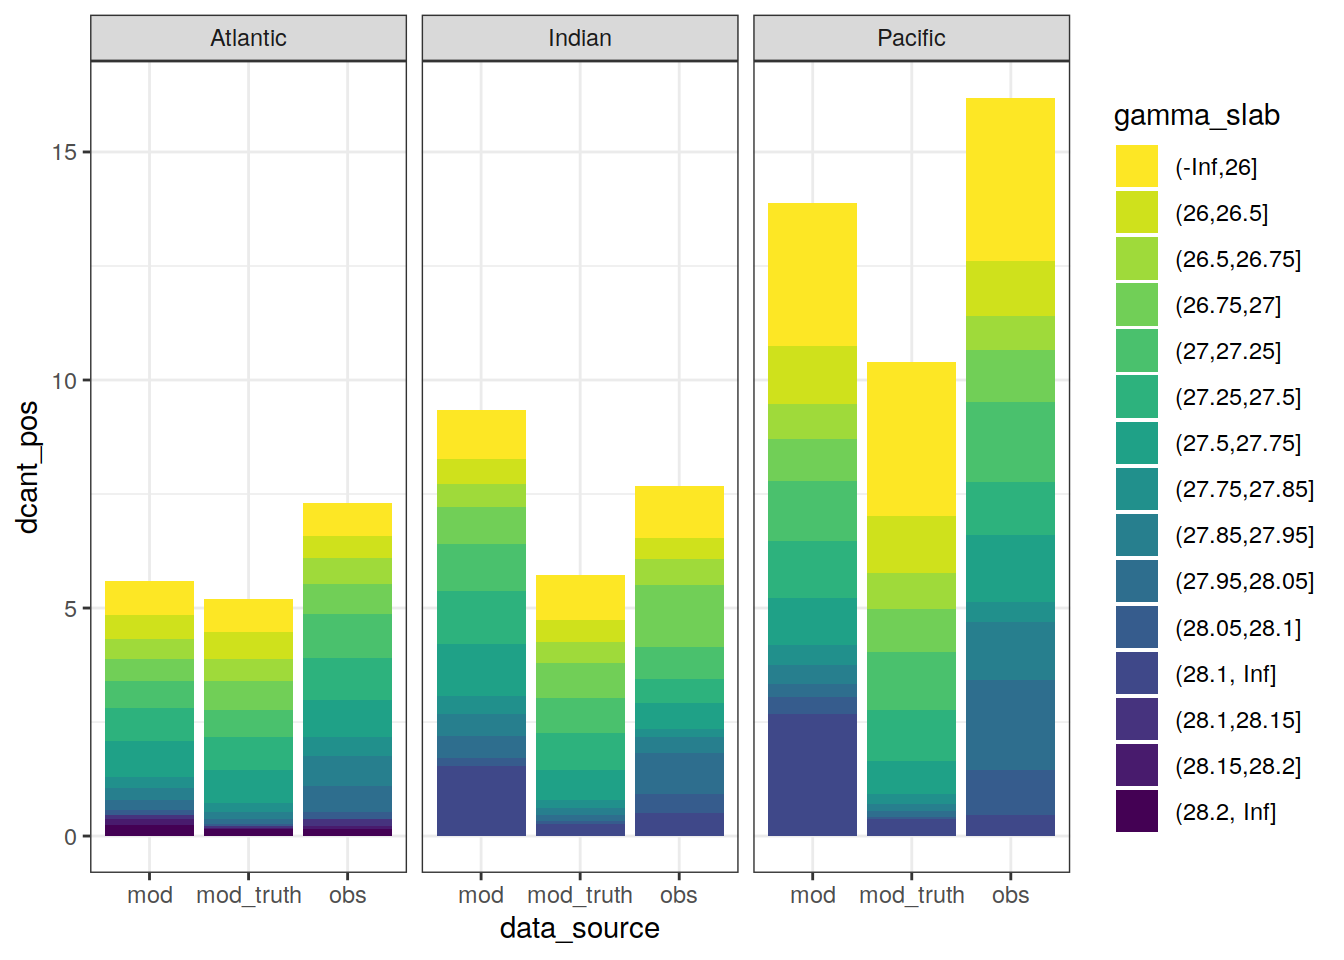 Atlantic
Indian
Pacific
15
10
5
0
dcant_pos
mod mod_truth obs
mod mod_truth obs
mod mod_truth obs
data_source
gamma_slab
(-Inf,26]
(26,26.5]
(26.5,26.75]
(26.75,27]
(27,27.25]
(27.25,27.5]
(27.5,27.75]
(27.75,27.85]
(27.85,27.95]
(27.95,28.05]
(28.05,28.1]
(28.1, Inf]
(28.1,28.15]
(28.15,28.2]
(28.2, Inf]